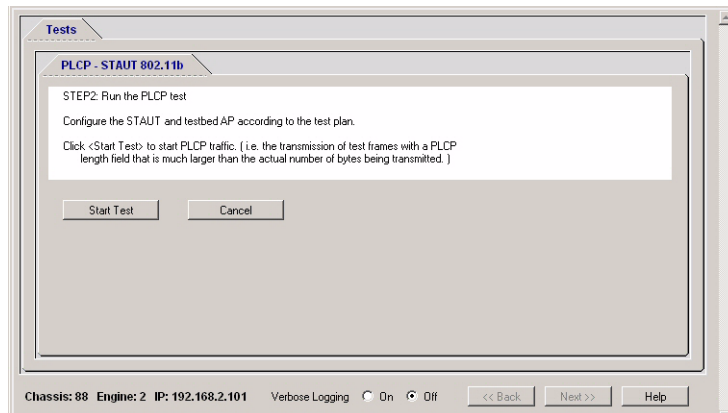 Tests
PLCP - STAUT 802.11b
STEP2: Run the PLCP test
Configure the STAUT and testbed AP according to the test plan.
Click <Start Test> to start PLCP traffic. ( i.e. the transmission of test frames with a PLCP
length field that is much larger than the actual number of bytes being transmitted. )
Start Test Cancel
Chassis: 88 Engine: 2 IP: 192.168.2.101 Verbose Logging On Off << Back Next >> Help